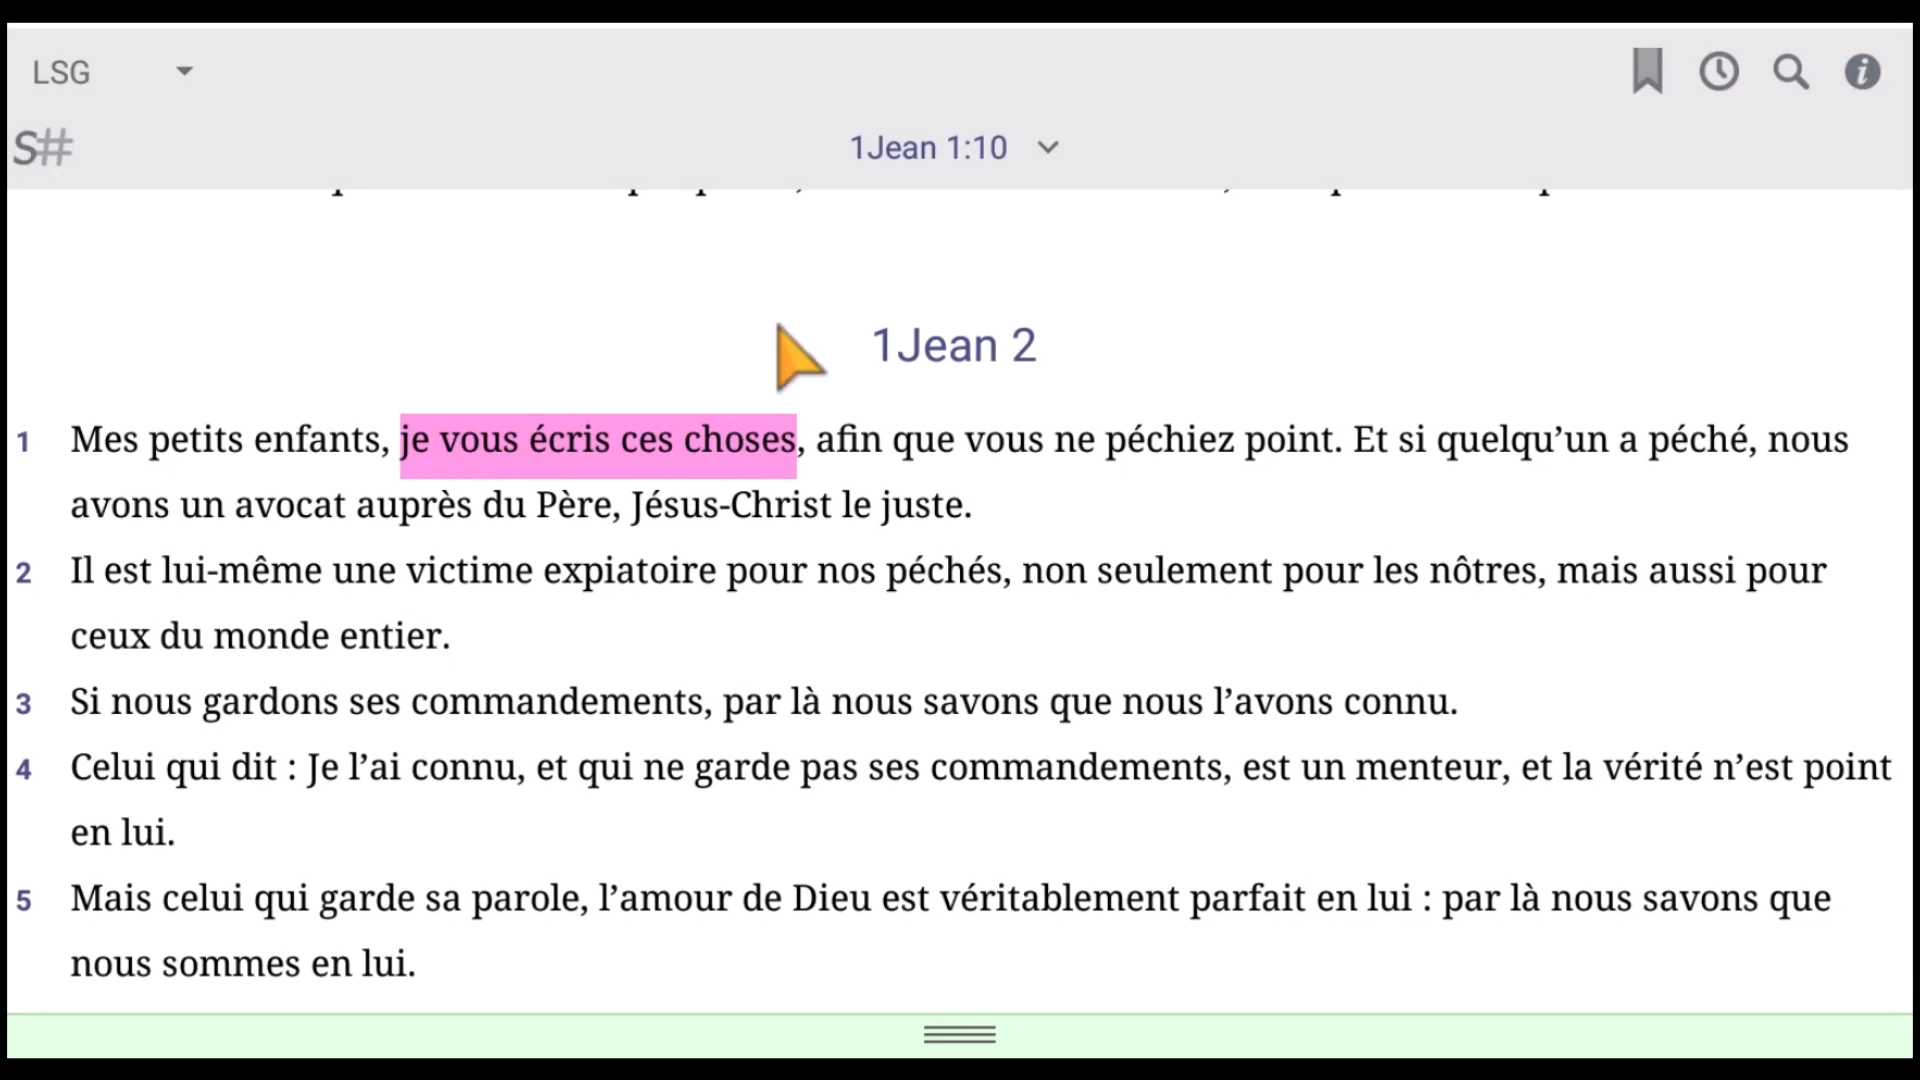 LSG
S#
1Jean 1:10
1Jean 2
1 Mes petits enfants, je vous écris ces choses, afin que vous ne péchiez point. Et si quelqu’un a péché, nous
avons un avocat auprès du Père, Jésus-Christ le juste.
2 Il est lui-même une victime expiatoire pour nos péchés, non seulement pour les nôtres, mais aussi pour
ceux du monde entier.
3 Si nous gardons ses commandements, par là nous savons que nous l’avons connu.
4 Celui qui dit : Je l’ai connu, et qui ne garde pas ses commandements, est un menteur, et la vérité n’est point
en lui.
5 Mais celui qui garde sa parole, l’amour de Dieu est véritablement parfait en lui : par là nous savons que
nous sommes en lui.